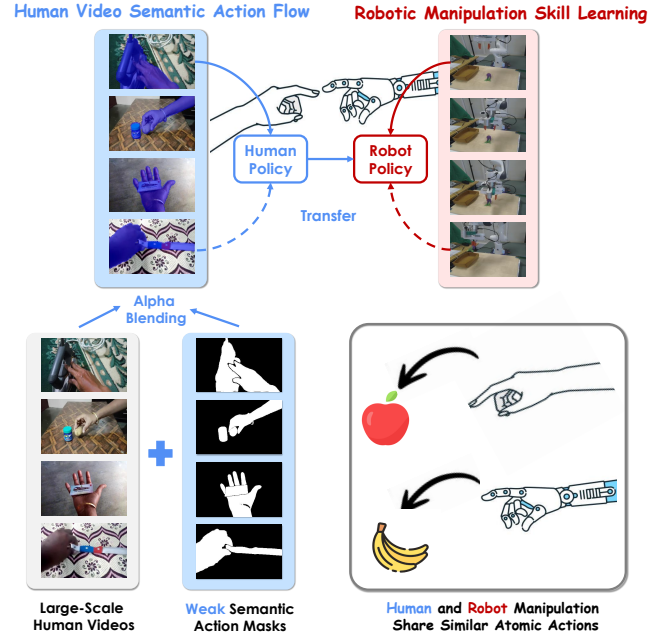 Human Video Semantic Action Flow
Robotic Manipulation Skill Learning
Human
Policy
Robot
Policy
Transfer
Alpha
Blending
Large-Scale
Human Videos
Weak Semantic
Action Masks
Human and Robot Manipulation
Share Similar Atomic Actions